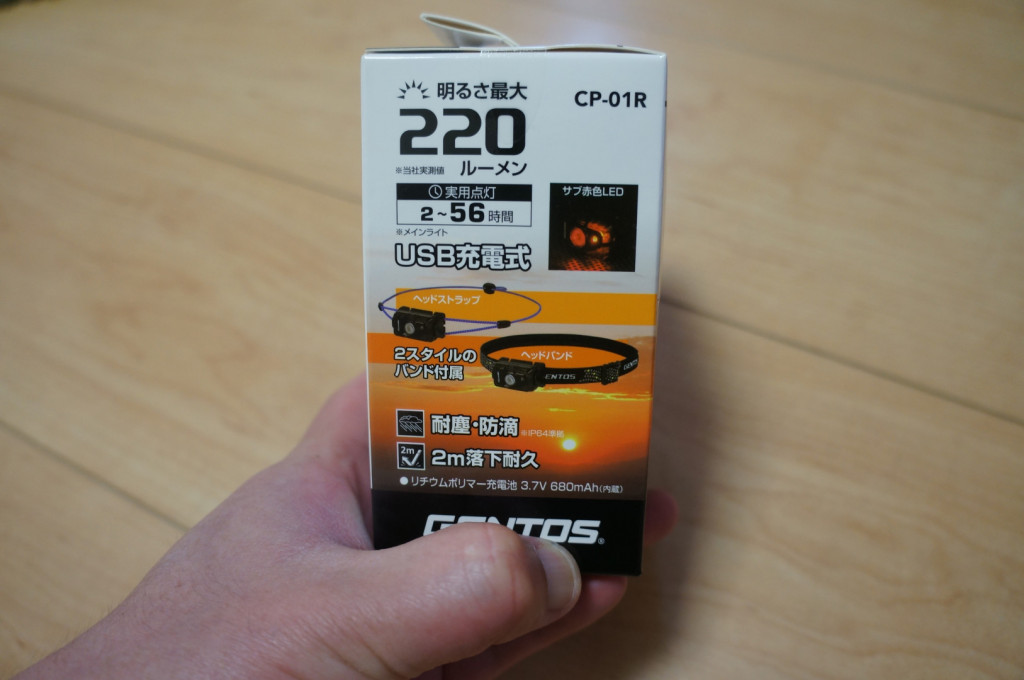 明るさ最大
CP-01R
220
※当社実測値 ルーメン
実用点灯
サブ赤色LED
2~56時間
※メインライト
USB充電式
ヘッドストラップ
2スタイルの
バンド付属
ヘッドバンド
GENTOS
耐塵・防滴 ※IP64準拠
2m
2m落下耐久
●リチウムポリマー充電池 3.7V 680mAh(内蔵)
GENTOS®